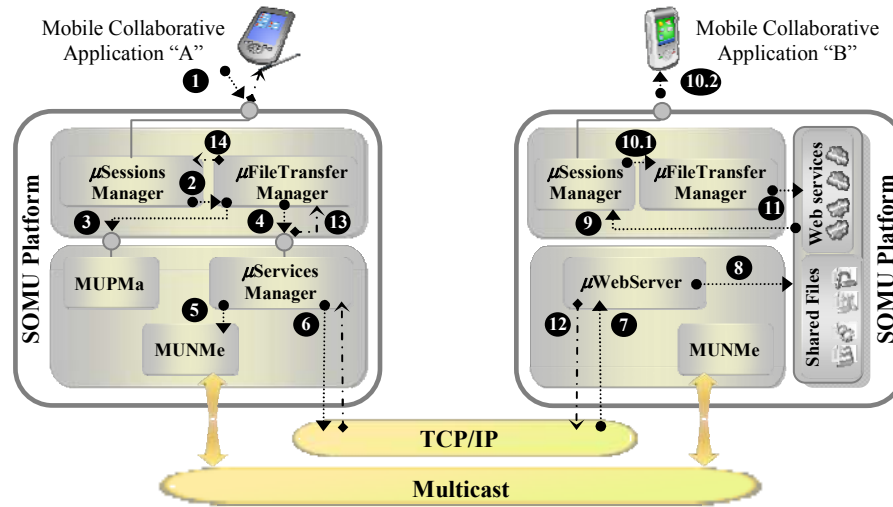 Mobile Collaborative
Application “A”
1
SOMU Platform
14
µSessions
Manager
µFileTransfer
Manager
2
3
4
13
MUPMa
µServices
Manager
5
6
MUNMe
Mobile Collaborative
Application “B”
10.2
SOMU Platform
10.1
µSessions
Manager
µFileTransfer
Manager
9
11
Web services
µWebServer
8
12
7
MUNMe
Shared Files
TCP/IP
Multicast